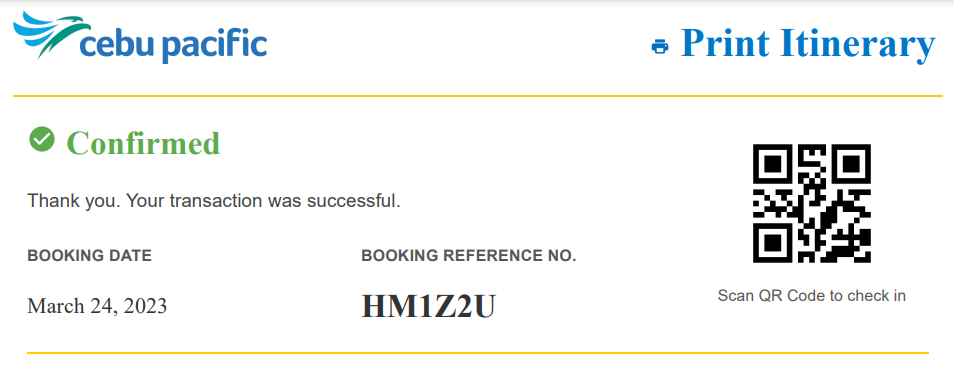 cebu pacific
Print Itinerary
Confirmed
Thank you. Your transaction was successful.
BOOKING DATE
BOOKING REFERENCE NO.
March 24, 2023
HM1Z2U
Scan QR Code to check in